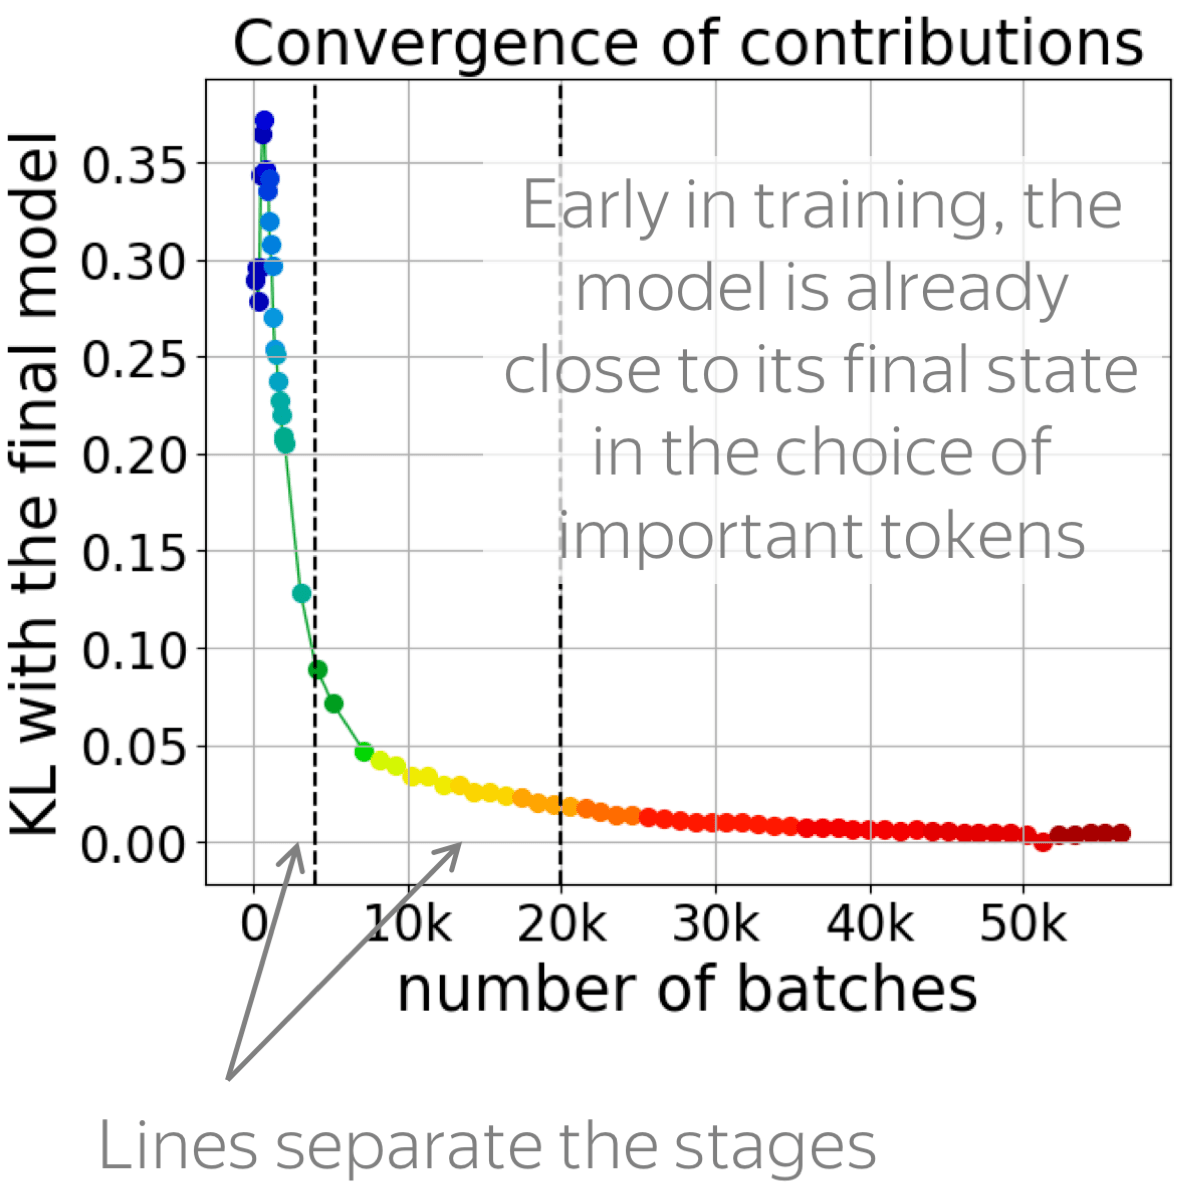 Convergence of contributions
KL with the final model
0.35
0.30
0.25
0.20
0.15
0.10
0.05
0.00
Early in training, the
model is already
close to its final state
in the choice of
important tokens
0
10k
20k
30k
40k
50k
number of batches
Lines separate the stages